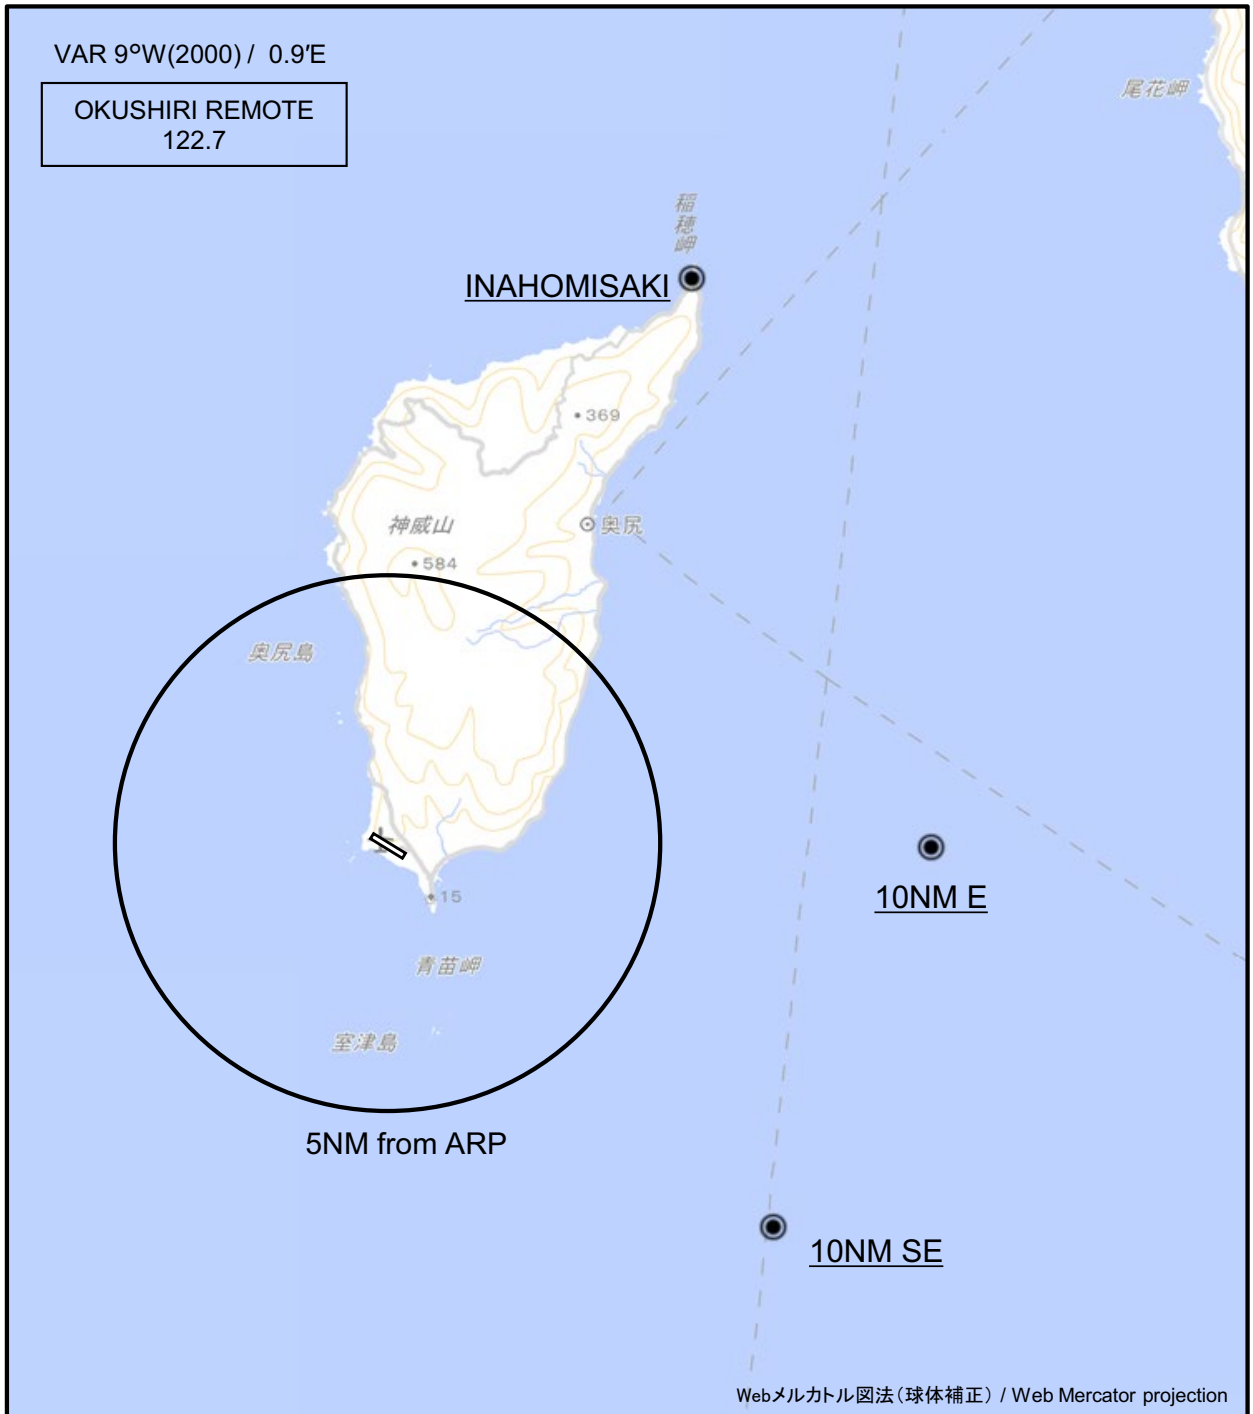 VAR 9°W(2000) / 0.9′E
OKUSHIRI REMOTE
122.7
尾花岬
稲穂岬
INAHOMISAKI
369
神威山
奥尻
584
奥尻島
15
10NM E
青苗岬
室津島
5NM from ARP
10NM SE
Webメルカトル図法(球体補正) / Web Mercator projection